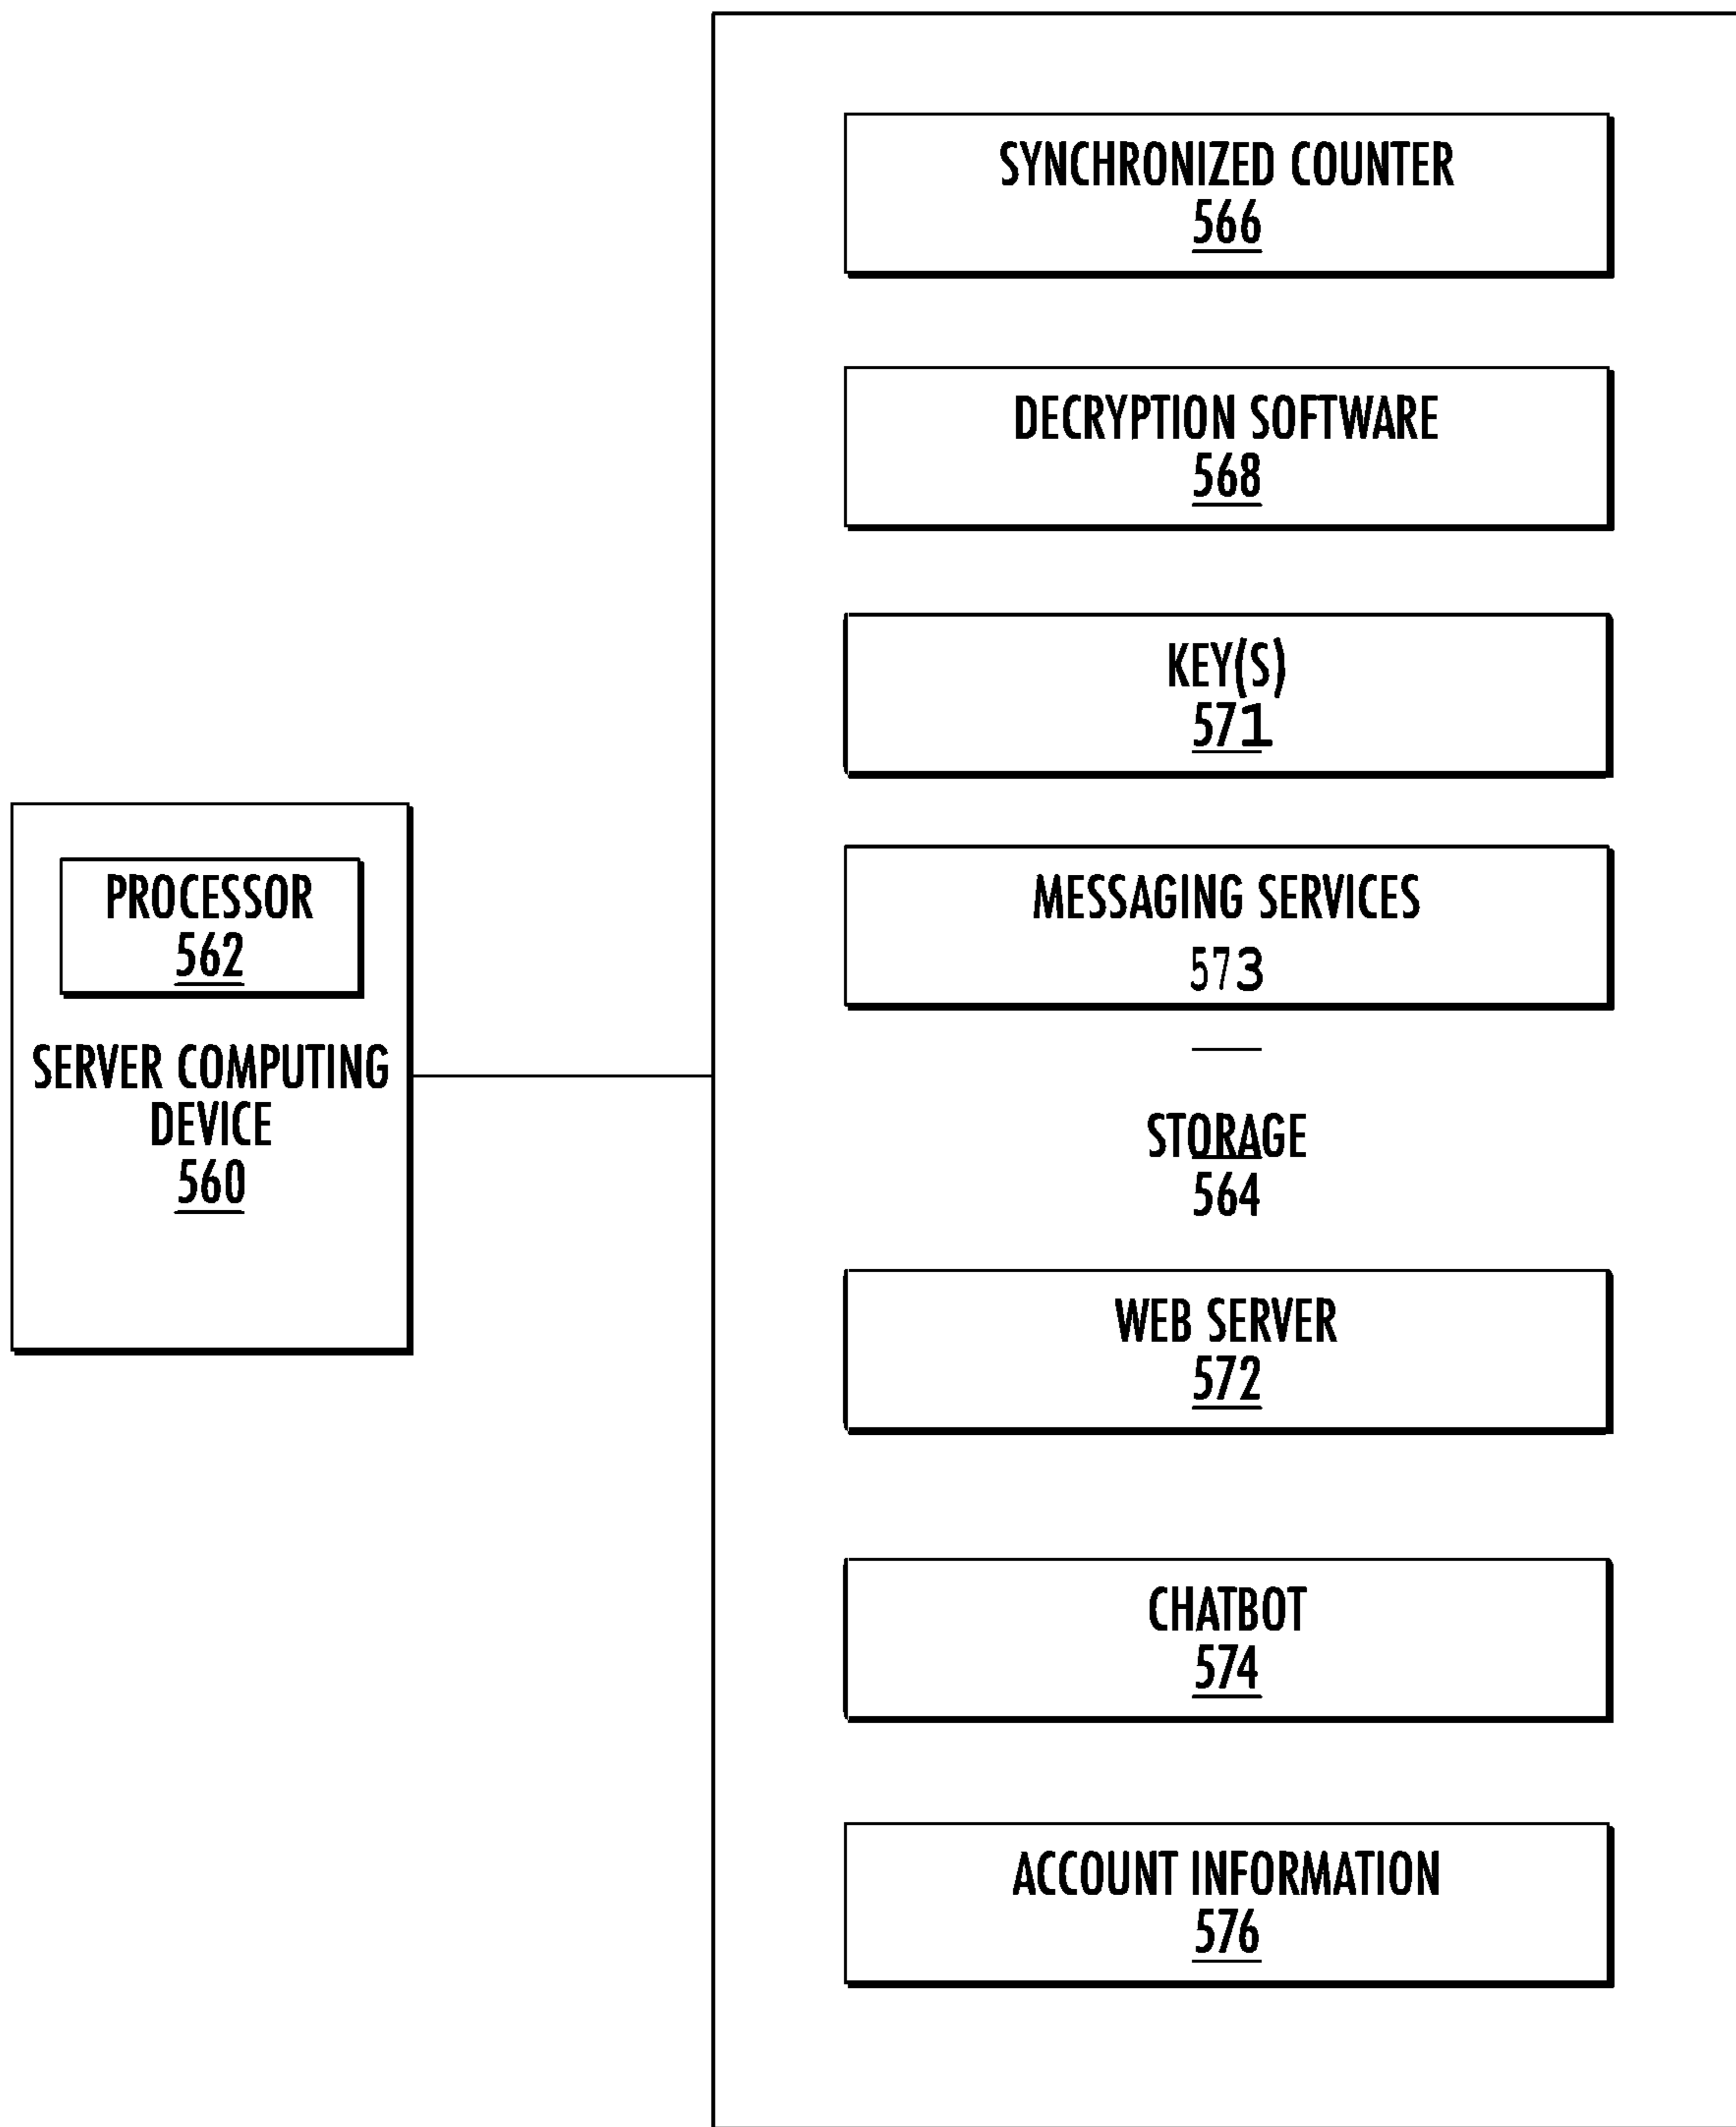 SYNCHRONIZED COUNTER
566
DECRYPTION SOFTWARE
568
KEY(S)
571
MESSAGING SERVICES
573
STORAGE
564
WEB SERVER
572
CHATBOT
574
ACCOUNT INFORMATION
576
PROCESSOR
562
SERVER COMPUTING
DEVICE
560